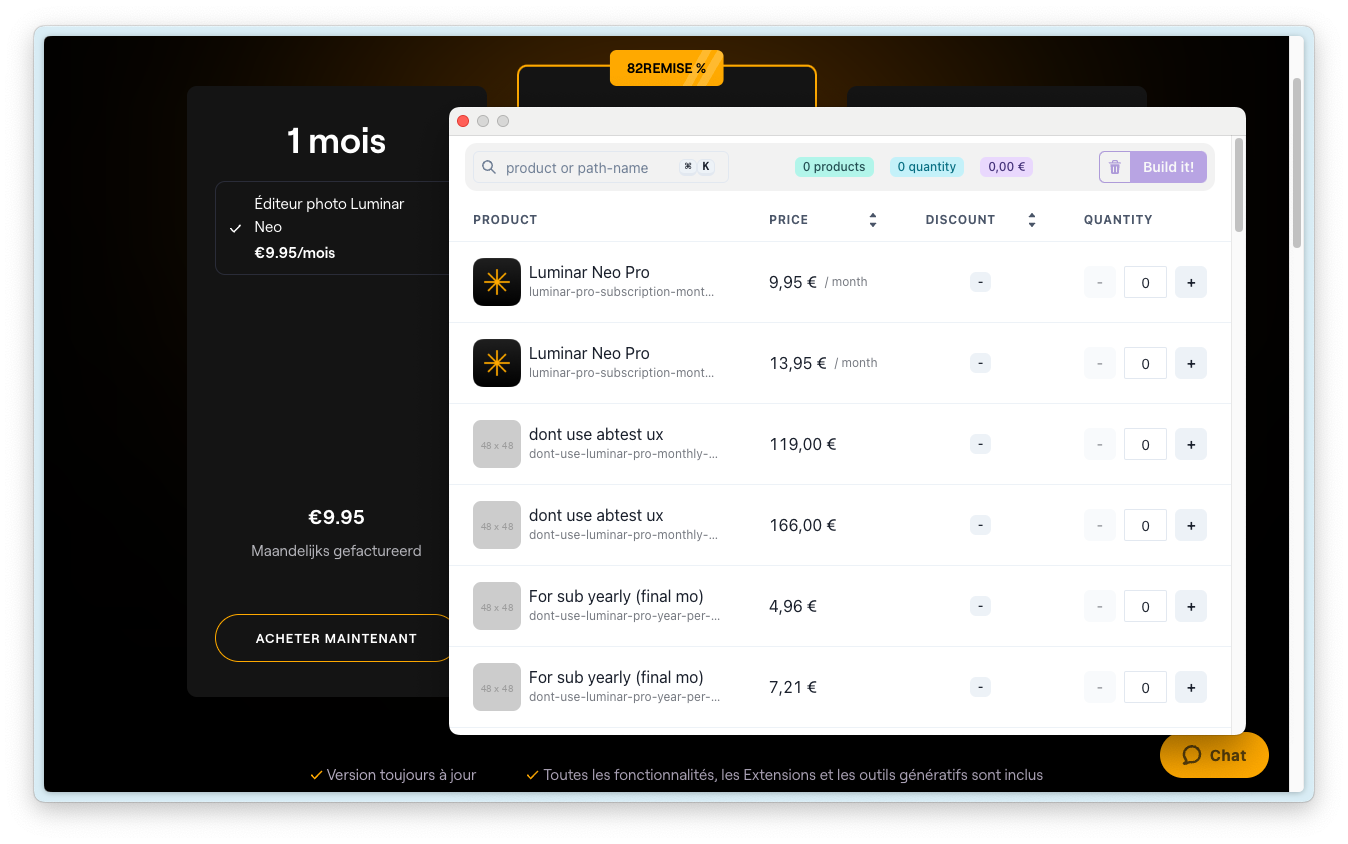 82REMISE %
1 mois
Éditeur photo Luminar
Neo
€9.95/mois
€9.95
Maandelijks gefactureerd
ACHETER MAINTENANT
product or path-name ⌘ K
0 products 0 quantity 0,00 € Build it!
PRODUCT PRICE DISCOUNT QUANTITY
Luminar Neo Pro
luminar-pro-subscription-mont...
9,95 € / month - - 0 +
Luminar Neo Pro
luminar-pro-subscription-mont...
13,95 € / month - - 0 +
48 x 48
dont use abtest ux
dont-use-luminar-pro-monthly-...
119,00 € - - 0 +
48 x 48
dont use abtest ux
dont-use-luminar-pro-monthly-...
166,00 € - - 0 +
48 x 48
For sub yearly (final mo)
dont-use-luminar-pro-year-per-...
4,96 € - - 0 +
48 x 48
For sub yearly (final mo)
dont-use-luminar-pro-year-per-...
7,21 € - - 0 +
Version toujours à jour
Toutes les fonctionnalités, les Extensions et les outils génératifs sont inclus
Chat